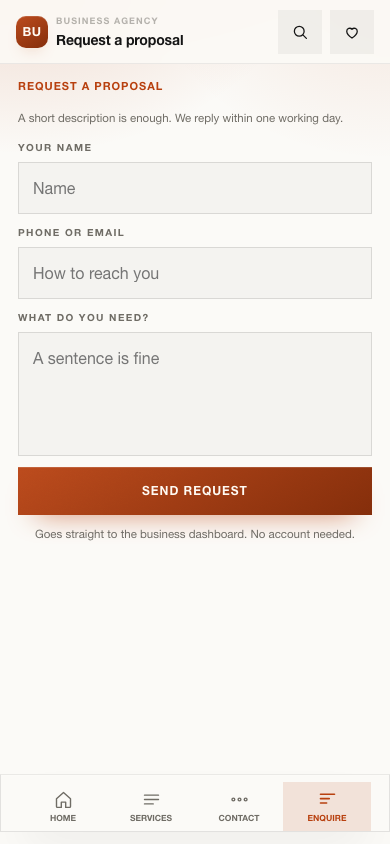 BU
BUSINESS AGENCY
Request a proposal
REQUEST A PROPOSAL
A short description is enough. We reply within one working day.
YOUR NAME
Name
PHONE OR EMAIL
How to reach you
WHAT DO YOU NEED?
A sentence is fine
SEND REQUEST
Goes straight to the business dashboard. No account needed.
HOME
SERVICES
CONTACT
ENQUIRE